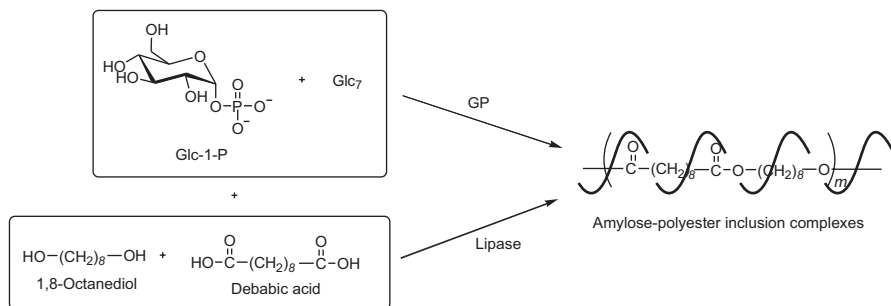 OH
O
HO
HO
OH
O
O–P–O⁻
O⁻
+ Glc₇
Glc-1-P
GP
+
HO–(CH₂)₈–OH + HO–C–(CH₂)₈–C–OH
O O
1,8-Octanediol
Debabic acid
Lipase
O O
C–(CH₂)₈–C–O–(CH₂)₈–O
m
Amylose-polyester inclusion complexes